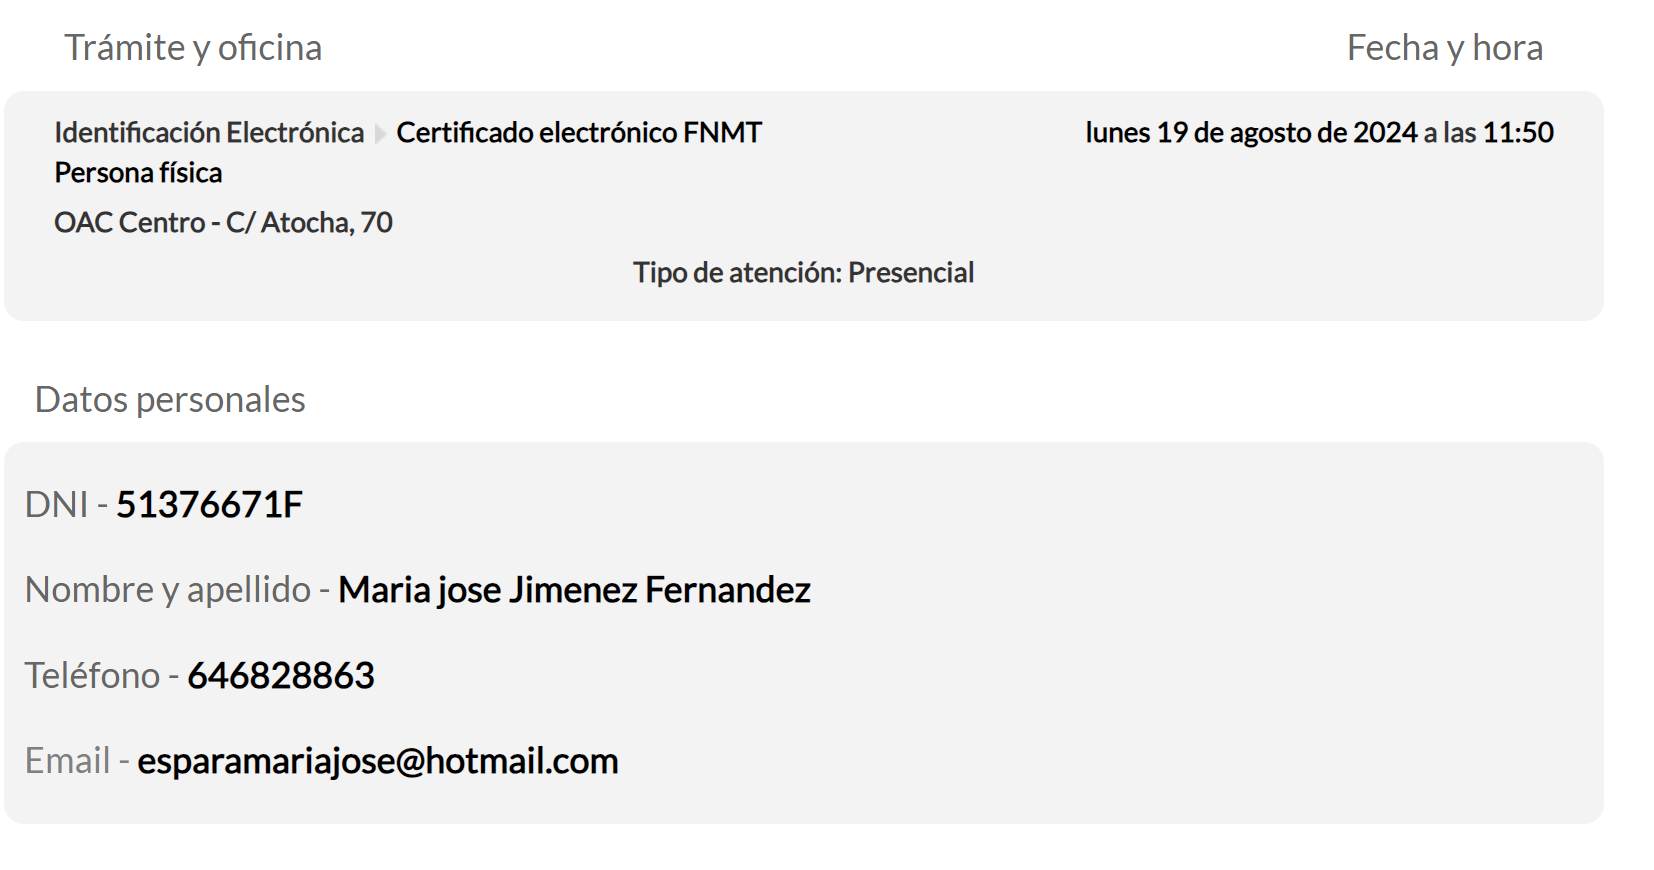 Trámite y oficina
Fecha y hora
Identificación Electrónica Certificado electrónico FNMT
Persona física
lunes 19 de agosto de 2024 a las 11:50
OAC Centro - C/ Atocha, 70
Tipo de atención: Presencial
Datos personales
DNI - 51376671F
Nombre y apellido - Maria jose Jimenez Fernandez
Teléfono - 646828863
Email - esparamariajose@hotmail.com